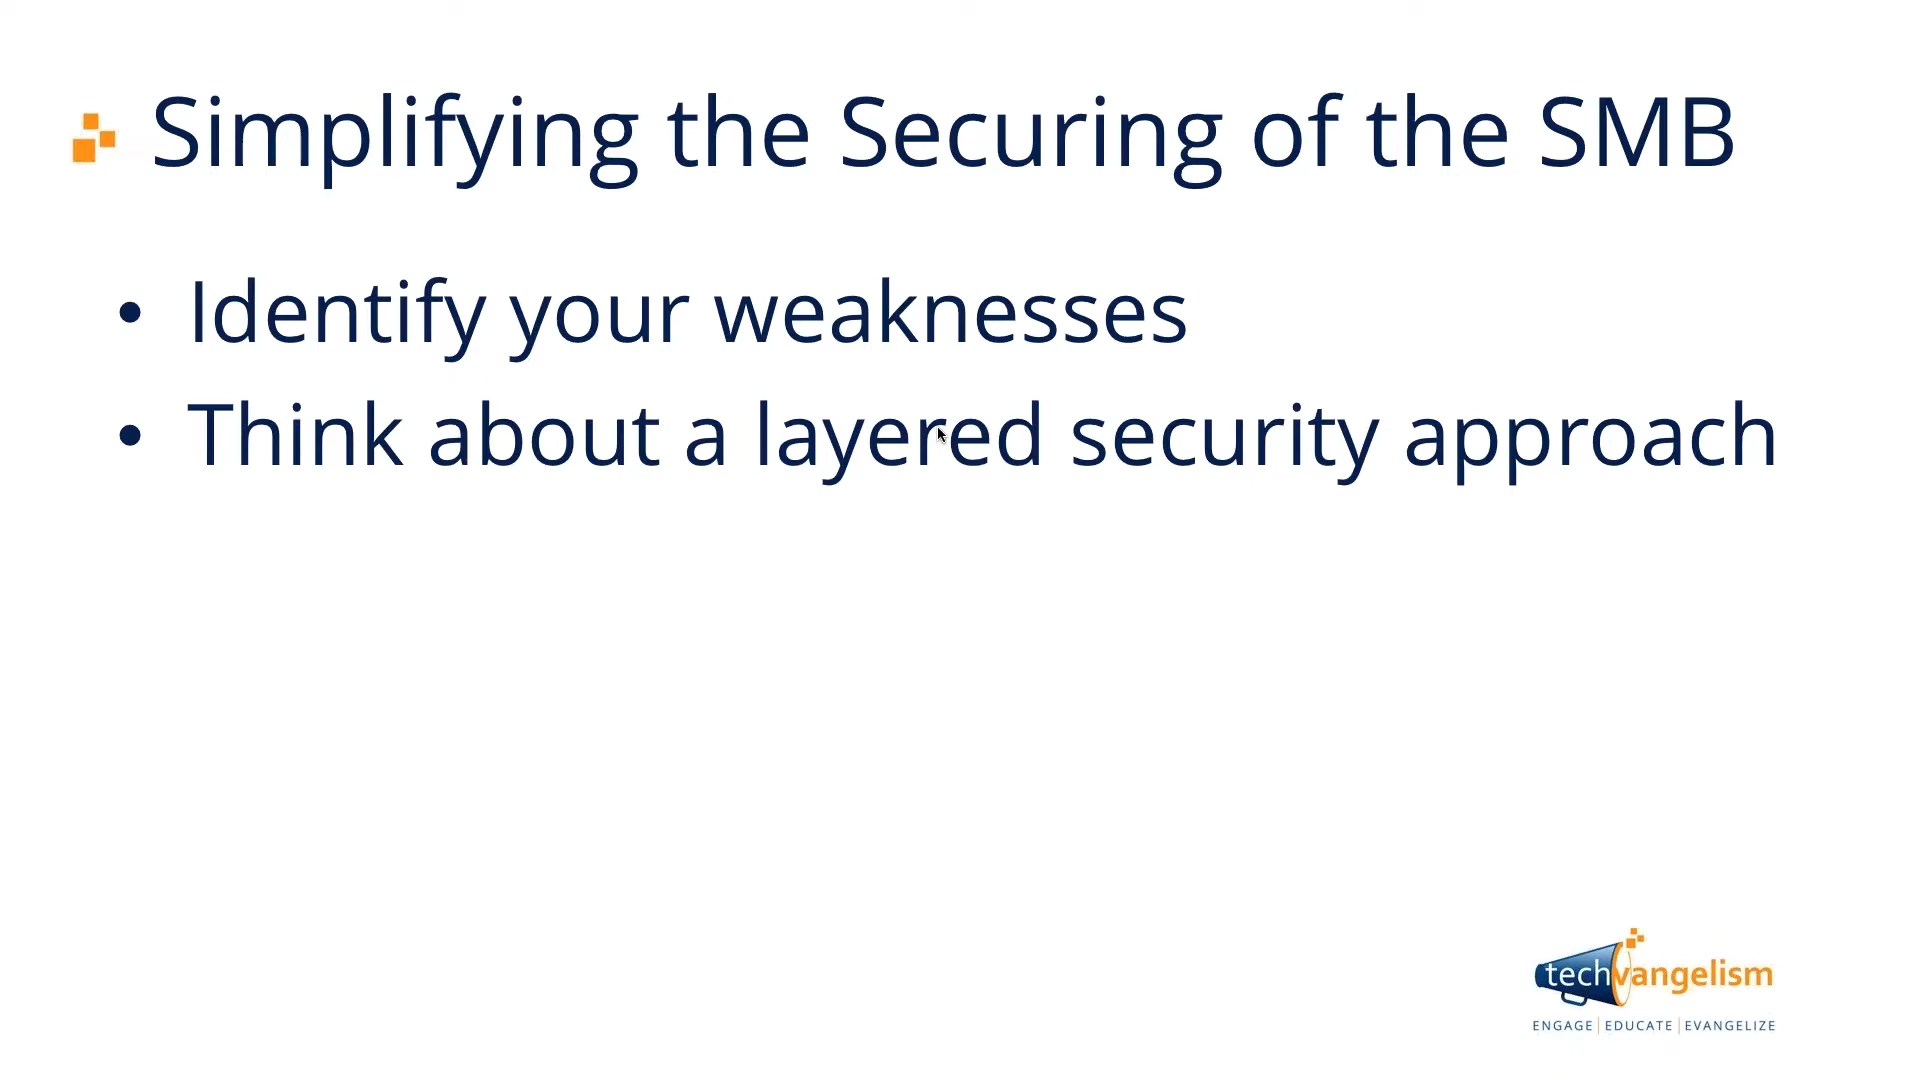 Simplifying the Securing of the SMB
• Identify your weaknesses
• Think about a layered security approach
techvangelism
ENGAGE | EDUCATE | EVANGELIZE